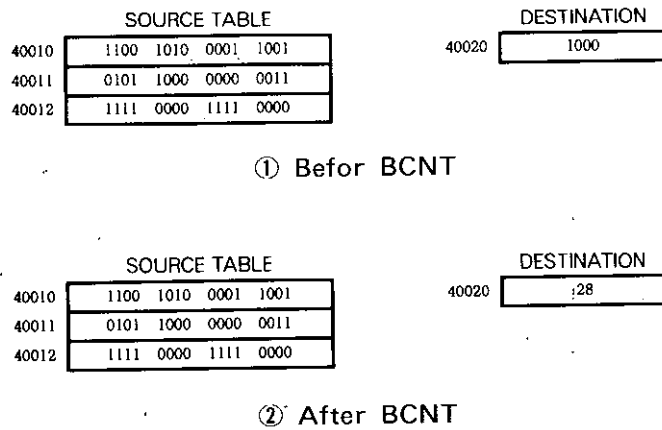 SOURCE TABLE
DESTINATION
40010 1100 1010 0001 1001
40020 1000
40011 0101 1000 0000 0011
40012 1111 0000 1111 0000
① Befor BCNT
SOURCE TABLE
DESTINATION
40010 1100 1010 0001 1001
40020 28
40011 0101 1000 0000 0011
40012 1111 0000 1111 0000
② After BCNT